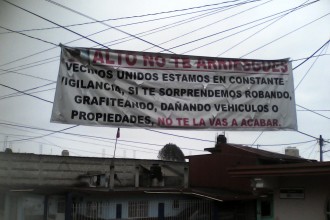 ALTO NO TE ARRIESGUES
VECINOS UNIDOS ESTAMOS EN CONSTANTE
VIGILANCIA, SI TE SORPRENDEMOS ROBANDO,
GRAFITEANDO, DAÑANDO VEHICULOS O
PROPIEDADES, NO TE LA VAS A ACABAR.